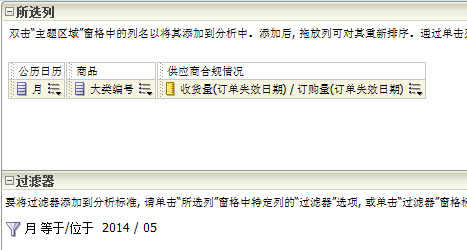 所选列
双击“主题区域”窗格中的列名以将其添加到分析中。添加后, 拖放列可对其重新排序。通过单击
公历日历
商品
供应商合规情况
月
大类编号
收货量(订单失效日期) / 订购量(订单失效日期)
过滤器
要将过滤器添加到分析标准, 请单击“所选列”窗格中特定列的“过滤器”选项, 或单击“过滤器”窗格
月 等于/位于 2014 / 05